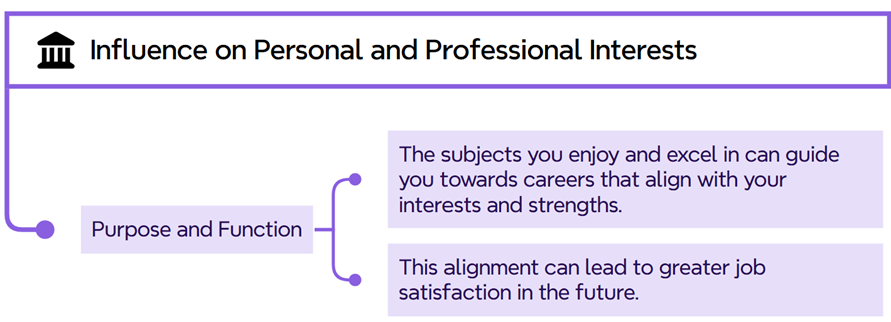 Influence on Personal and Professional Interests
The subjects you enjoy and excel in can guide
you towards careers that align with your
interests and strengths.
Purpose and Function
This alignment can lead to greater job
satisfaction in the future.